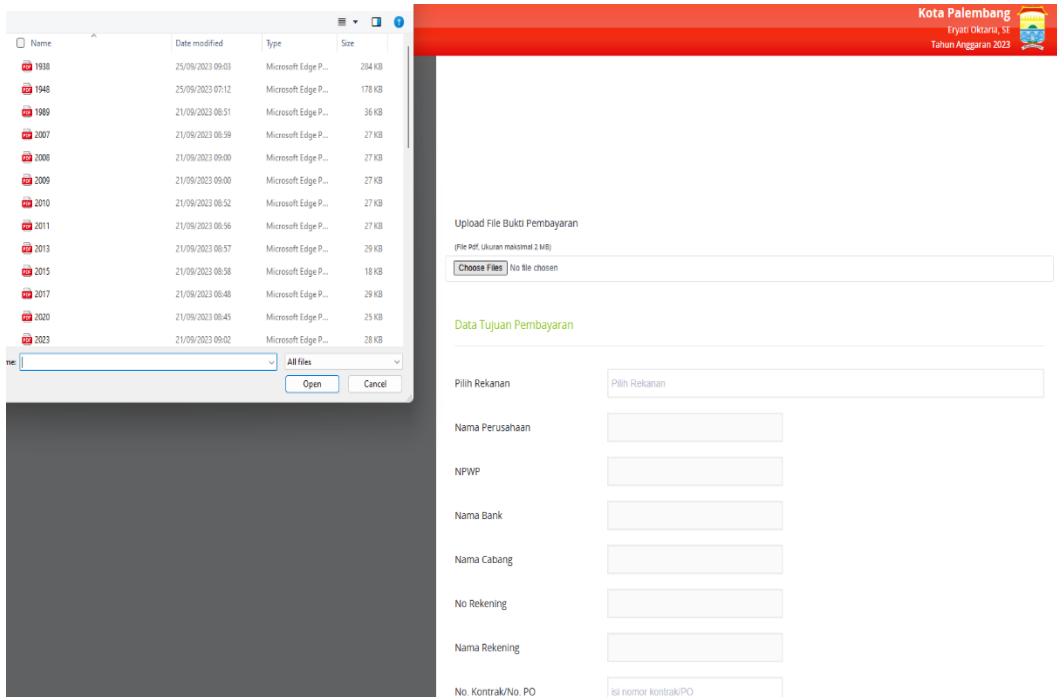 Name Date modified Type Size
1938 25/09/2023 09:03 Microsoft Edge P... 284 KB
1948 25/09/2023 07:12 Microsoft Edge P... 178 KB
1989 21/09/2023 08:51 Microsoft Edge P... 36 KB
2007 21/09/2023 08:59 Microsoft Edge P... 27 KB
2008 21/09/2023 09:00 Microsoft Edge P... 27 KB
2009 21/09/2023 09:00 Microsoft Edge P... 27 KB
2010 21/09/2023 08:52 Microsoft Edge P... 27 KB
2011 21/09/2023 08:56 Microsoft Edge P... 27 KB
2013 21/09/2023 08:57 Microsoft Edge P... 29 KB
2015 21/09/2023 08:58 Microsoft Edge P... 18 KB
2017 21/09/2023 08:48 Microsoft Edge P... 29 KB
2020 21/09/2023 08:45 Microsoft Edge P... 25 KB
2023 21/09/2023 09:02 Microsoft Edge P... 28 KB
me: All files
Open Cancel
Kota Palembang
Eryati Oktaria, SE
Tahun Anggaran 2023
Upload File Bukti Pembayaran
(File Pdf, Ukuran maksimal 2 MB)
Choose Files No file chosen
Data Tujuan Pembayaran
Pilih Rekanan Pilih Rekanan
Nama Perusahaan
NPWP
Nama Bank
Nama Cabang
No Rekening
Nama Rekening
No. Kontrak/No. PO isi nomor kontrak/PO